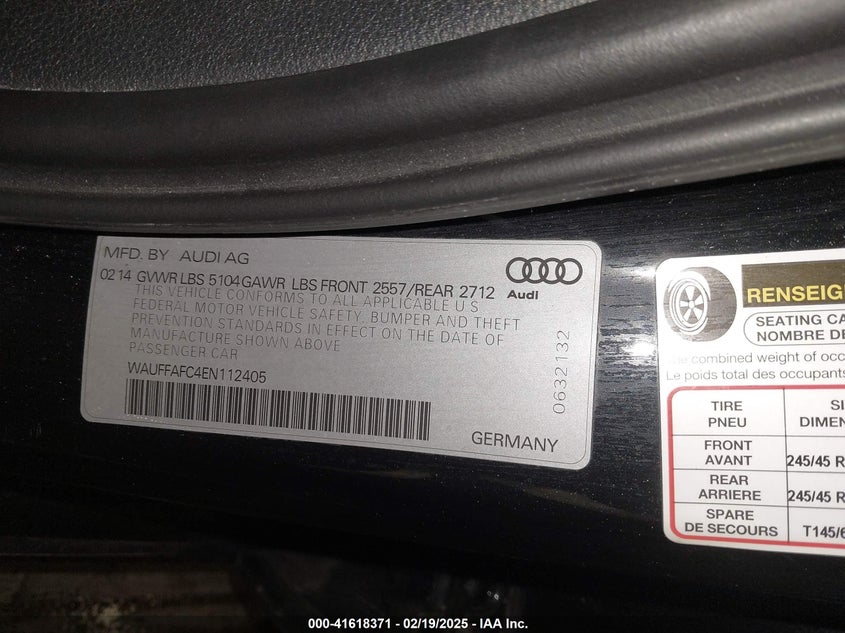 MFD. BY AUDI AG
02 14 GVWR LBS 5104 GAWR LBS FRONT 2557/REAR 2712
THIS VEHICLE CONFORMS TO ALL APPLICABLE U S
FEDERAL MOTOR VEHICLE SAFETY, BUMPER AND THEFT
PREVENTION STANDARDS IN EFFECT ON THE DATE OF
MANUFACTURE SHOWN ABOVE
PASSENGER CAR
WAUFFAFC4EN112405
Audi
0632132
GERMANY
RENSEIG
SEATING CA
NOMBRE DE
The combined weight of occ
Le poids total des occupants
TIRE
PNEU
SI
DIMEN
FRONT
AVANT
245/45 R
REAR
ARRIERE
245/45 R
SPARE
DE SECOURS
T145/6
000-41618371 - 02/19/2025 - IAA Inc.